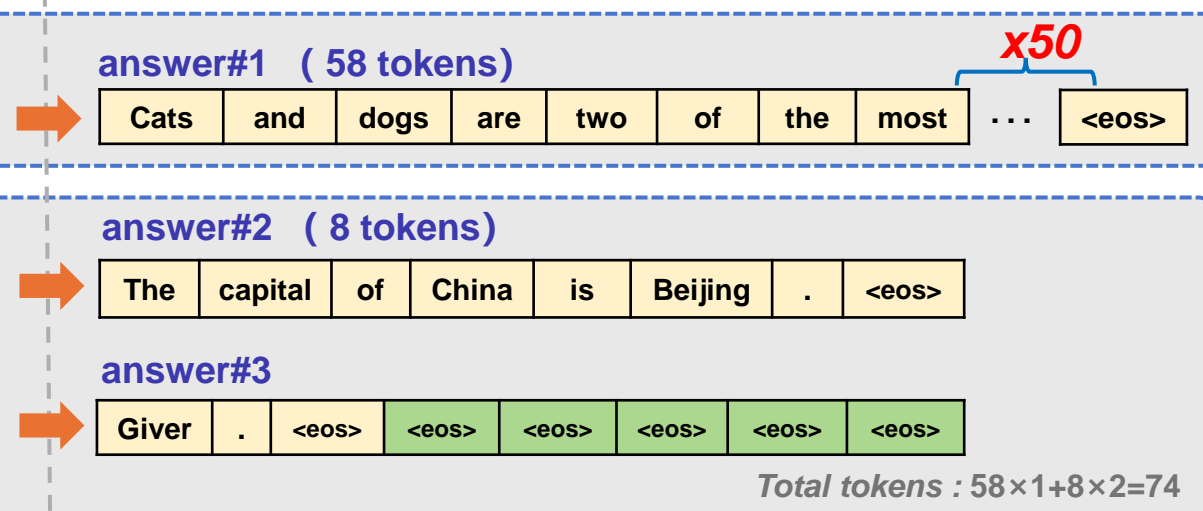 x50
answer#1 ( 58 tokens)
Cats and dogs are two of the most ... <eos>
answer#2 ( 8 tokens)
The capital of China is Beijing . <eos>
answer#3
Giver . <eos> <eos> <eos> <eos> <eos> <eos>
Total tokens : 58×1+8×2=74